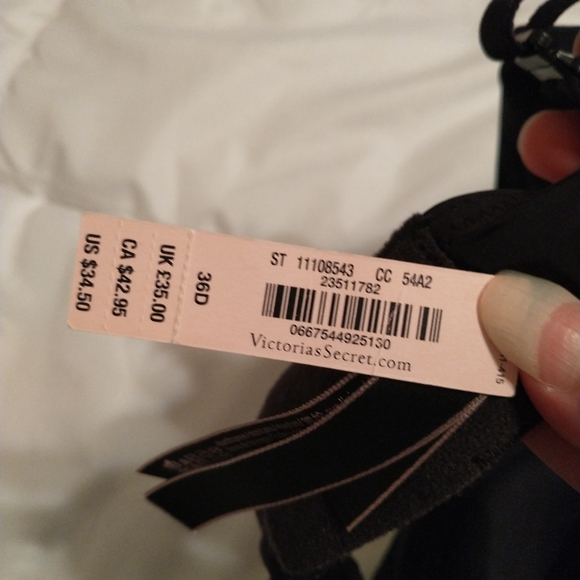 ST 11108543 CC 54A2
23511782
0667544925130
VictoriasSecret.com
36D
UK £35.00
CA $42.95
US $34.50